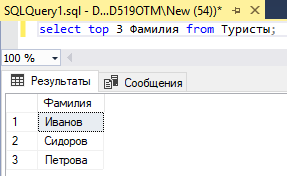 SQLQuery1.sql - D...D519OTM\New (54))*
select top 3 Фамилия from Туристы;
100 %
Результаты Сообщения
Фамилия
1 Иванов
2 Сидоров
3 Петрова